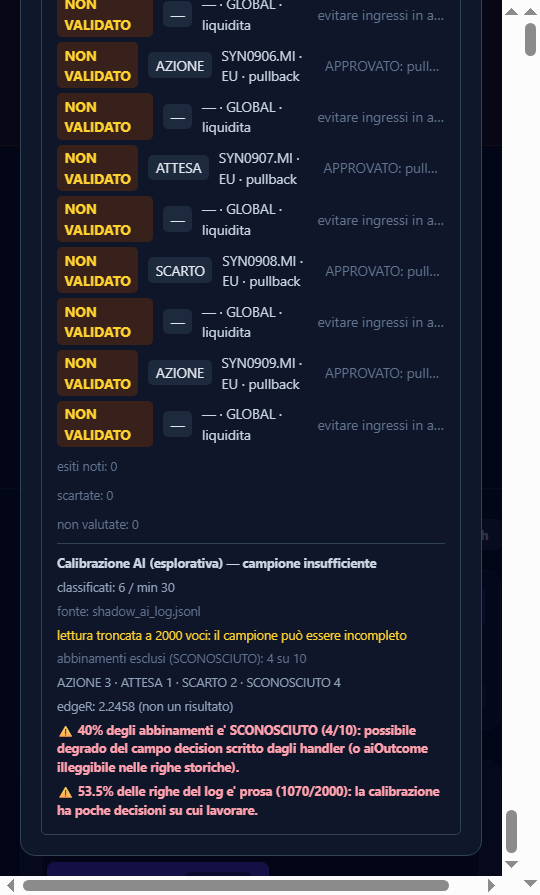 NON — · GLOBAL ·
VALIDATO — liquidita evitare ingressi in a...
NON SYN0906.MI ·
VALIDATO AZIONE EU · pullback APPROVATO: pull...
NON — · GLOBAL ·
VALIDATO — liquidita evitare ingressi in a...
NON SYN0907.MI ·
VALIDATO ATTESA EU · pullback APPROVATO: pull...
NON — · GLOBAL ·
VALIDATO — liquidita evitare ingressi in a...
NON SYN0908.MI ·
VALIDATO SCARTO EU · pullback APPROVATO: pull...
NON — · GLOBAL ·
VALIDATO — liquidita evitare ingressi in a...
NON SYN0909.MI ·
VALIDATO AZIONE EU · pullback APPROVATO: pull...
NON — · GLOBAL ·
VALIDATO — liquidita evitare ingressi in a...
esiti noti: 0
scartate: 0
non valutate: 0
Calibrazione AI (esplorativa) — campione insufficiente
classificati: 6 / min 30
fonte: shadow_ai_log.jsonl
lettura troncata a 2000 voci: il campione può essere incompleto
abbinamenti esclusi (SCONOSCIUTO): 4 su 10
AZIONE 3 · ATTESA 1 · SCARTO 2 · SCONOSCIUTO 4
edgeR: 2.2458 (non un risultato)
⚠️ 40% degli abbinamenti e' SCONOSCIUTO (4/10): possibile
degrado del campo decision scritto dagli handler (o aiOutcome
illeggibile nelle righe storiche).
⚠️ 53.5% delle righe del log e' prosa (1070/2000): la calibrazione
ha poche decisioni su cui lavorare.